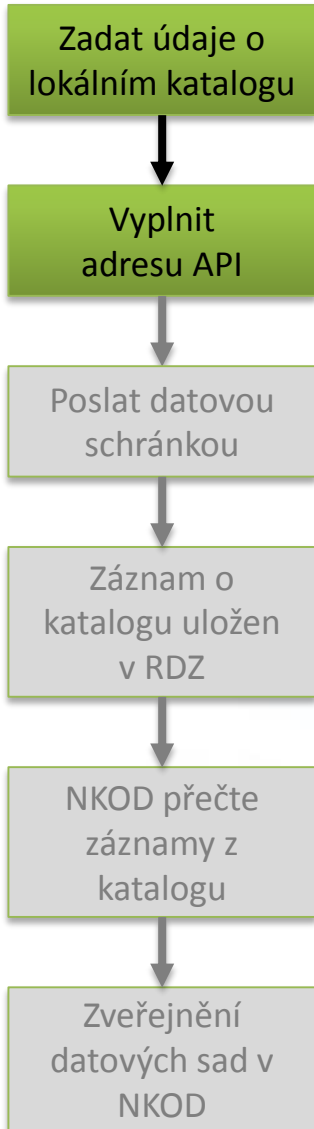 Zadat údaje o
lokálním katalogu
Vyplnit
adresu API
Poslat datovou
schránkou
Záznam o
katalogu uložen
v RDZ
NKOD přečte
záznamy z
katalogu
Zveřejnění
datových sad v
NKOD